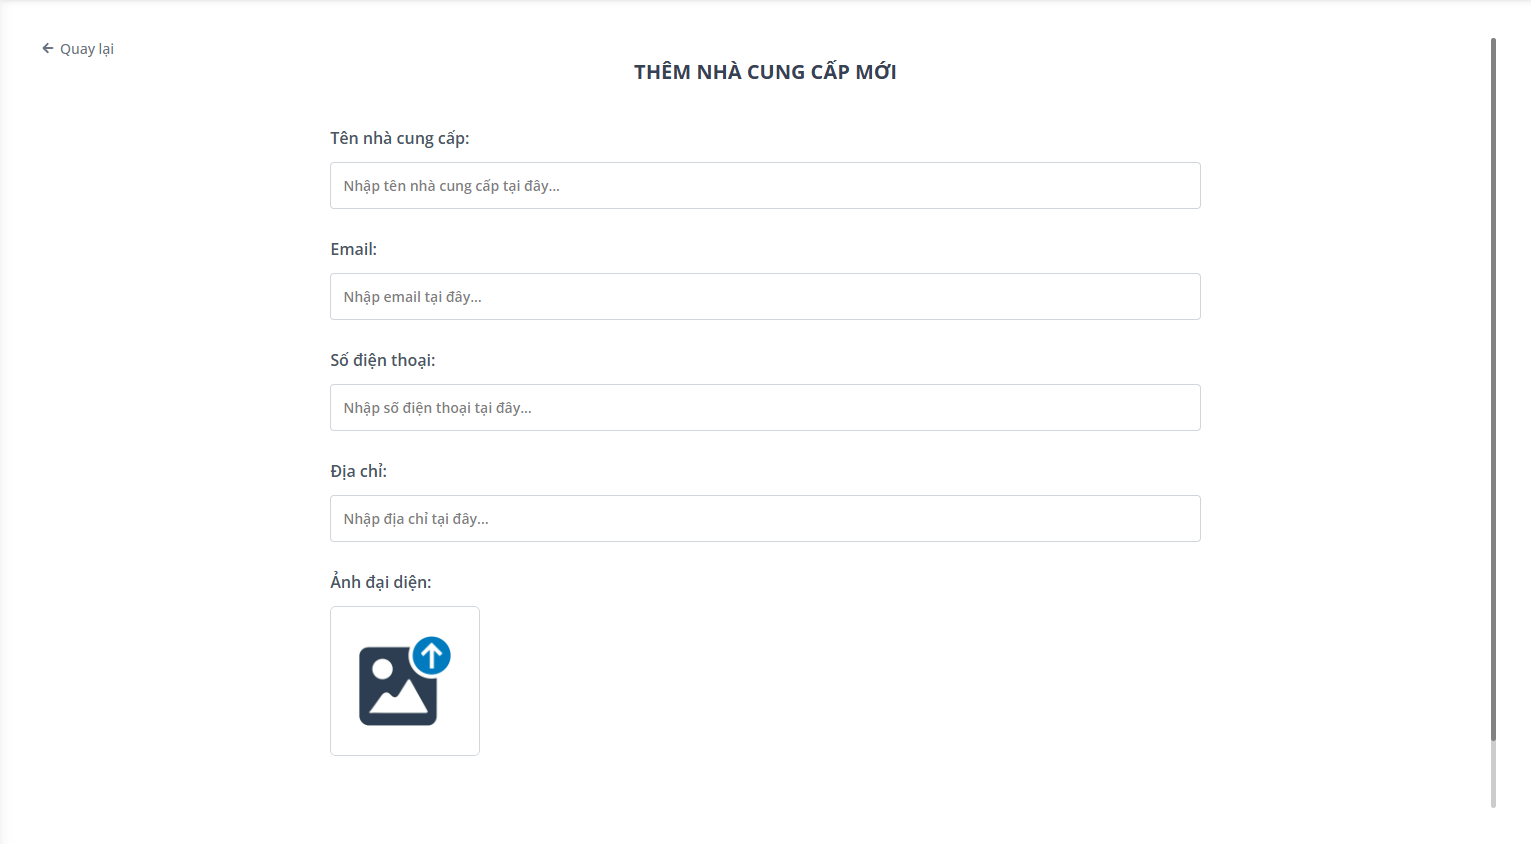 Quay lại
THÊM NHÀ CUNG CẤP MỚI
Tên nhà cung cấp:
Nhập tên nhà cung cấp tại đây...
Email:
Nhập email tại đây...
Số điện thoại:
Nhập số điện thoại tại đây...
Địa chỉ:
Nhập địa chỉ tại đây...
Ảnh đại diện: